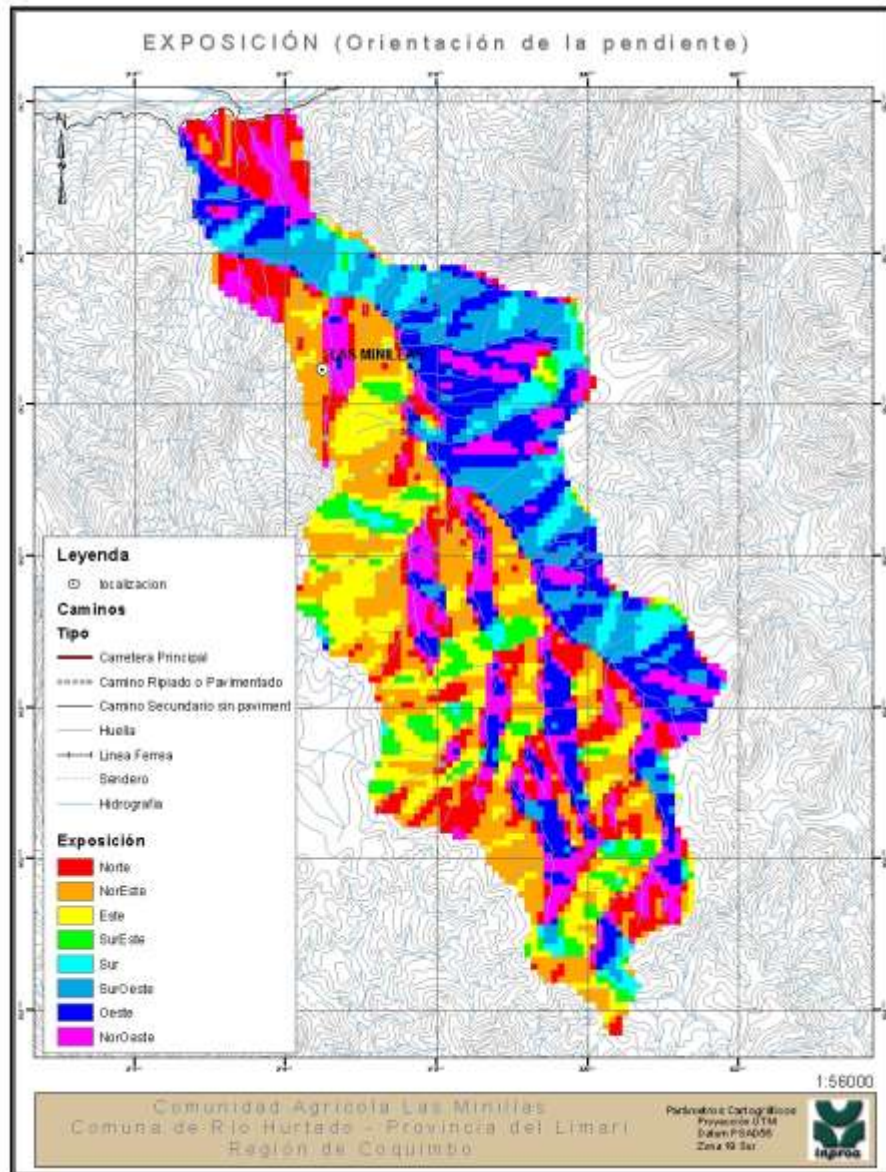 EXPOSICIÓN (Orientación de la pendiente)
LAS MINILLAS
Leyenda
localizacion
Caminos
Tipo
Carretera Principal
Camino Ripiado o Pavimentado
Camino Secundario sin paviment
Huella
Linea Ferrea
Sendero
Hidrografia
Exposición
Norte
NorEste
Este
SurEste
Sur
SurOeste
Oeste
NorOeste
1:56000
Comunidad Agrícola Las Minillas
Comuna de Río Hurtado - Provincia del Limarí
Región de Coquimbo
Parámetros Cartográficos
Proyección UTM
Datum PSAD56
Zona 19 Sur
Inproa